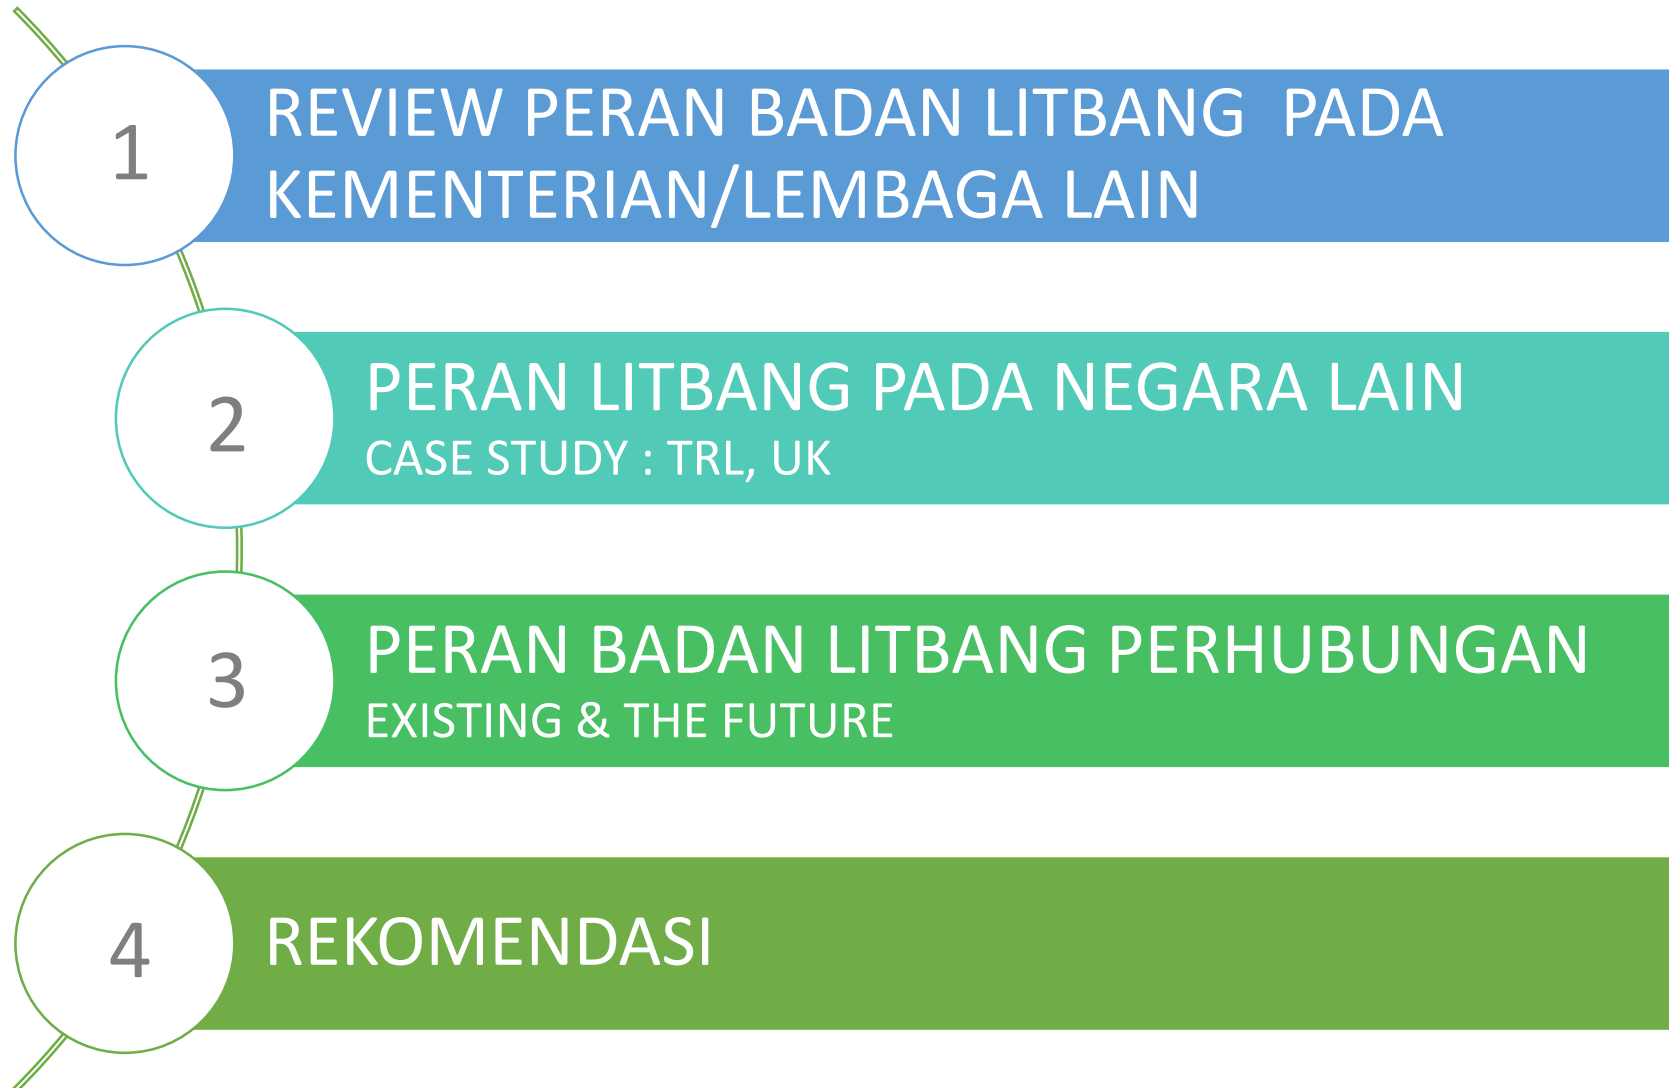 1
REVIEW PERAN BADAN LITBANG PADA
KEMENTERIAN/LEMBAGA LAIN
2
PERAN LITBANG PADA NEGARA LAIN
CASE STUDY : TRL, UK
3
PERAN BADAN LITBANG PERHUBUNGAN
EXISTING & THE FUTURE
4
REKOMENDASI